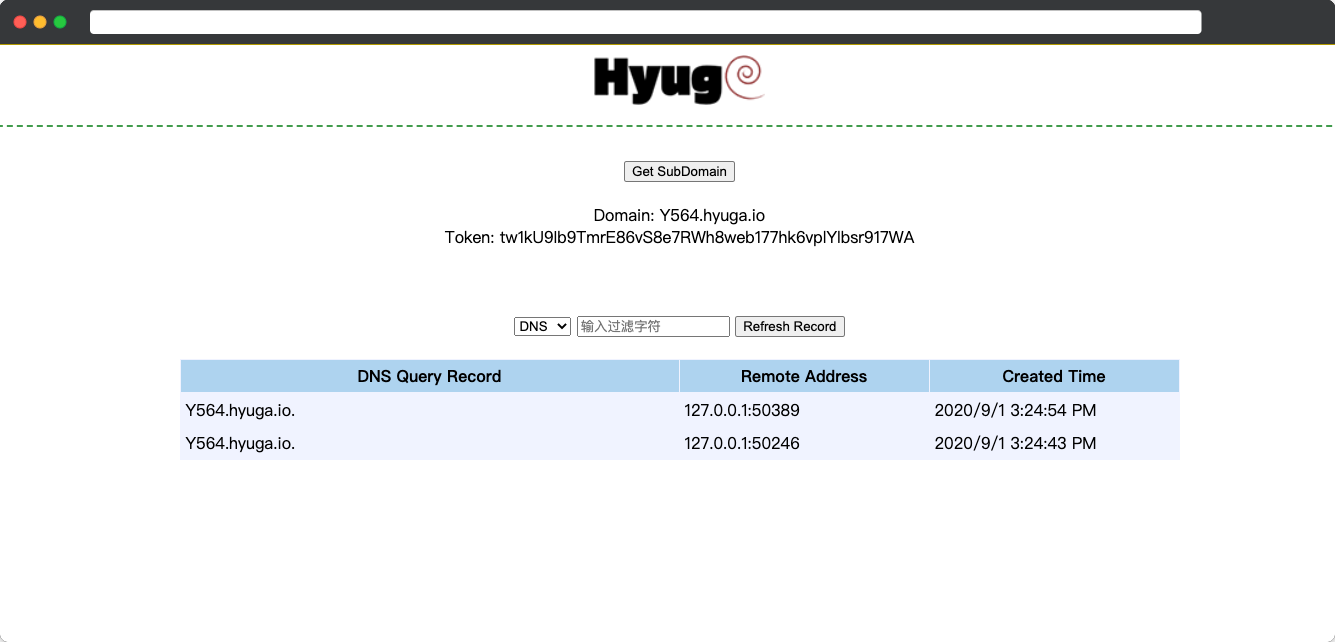 Hyug
Get SubDomain
Domain: Y564.hyuga.io
Token: tw1kU9lb9TmrE86vS8e7RWh8web177hk6vplYlbsr917WA
DNS 输入过滤字符 Refresh Record
DNS Query Record Remote Address Created Time
Y564.hyuga.io. 127.0.0.1:50389 2020/9/1 3:24:54 PM
Y564.hyuga.io. 127.0.0.1:50246 2020/9/1 3:24:43 PM